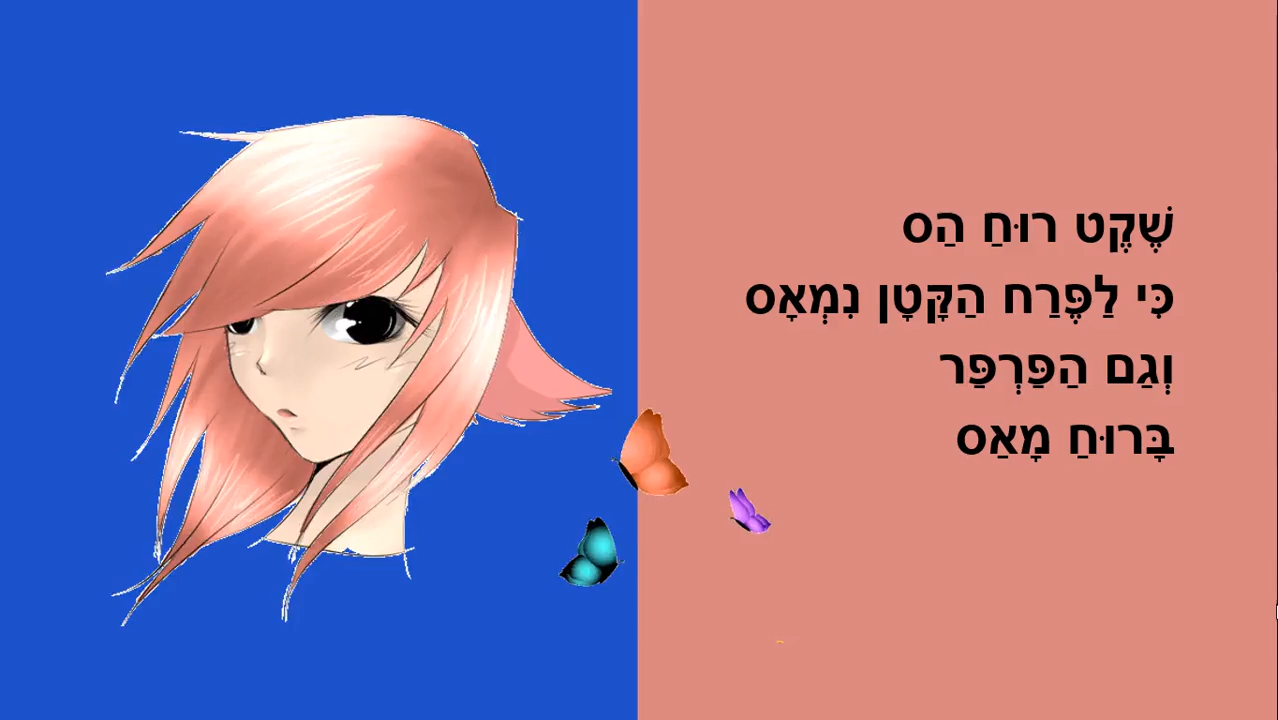 שֶׁקֶט רוּחַ הַס
כִּי לַפֶּרַח הַקָּטָן נִמְאָס
וְגַם הַפַּרְפַּר
בָּרוּחַ מָאַס